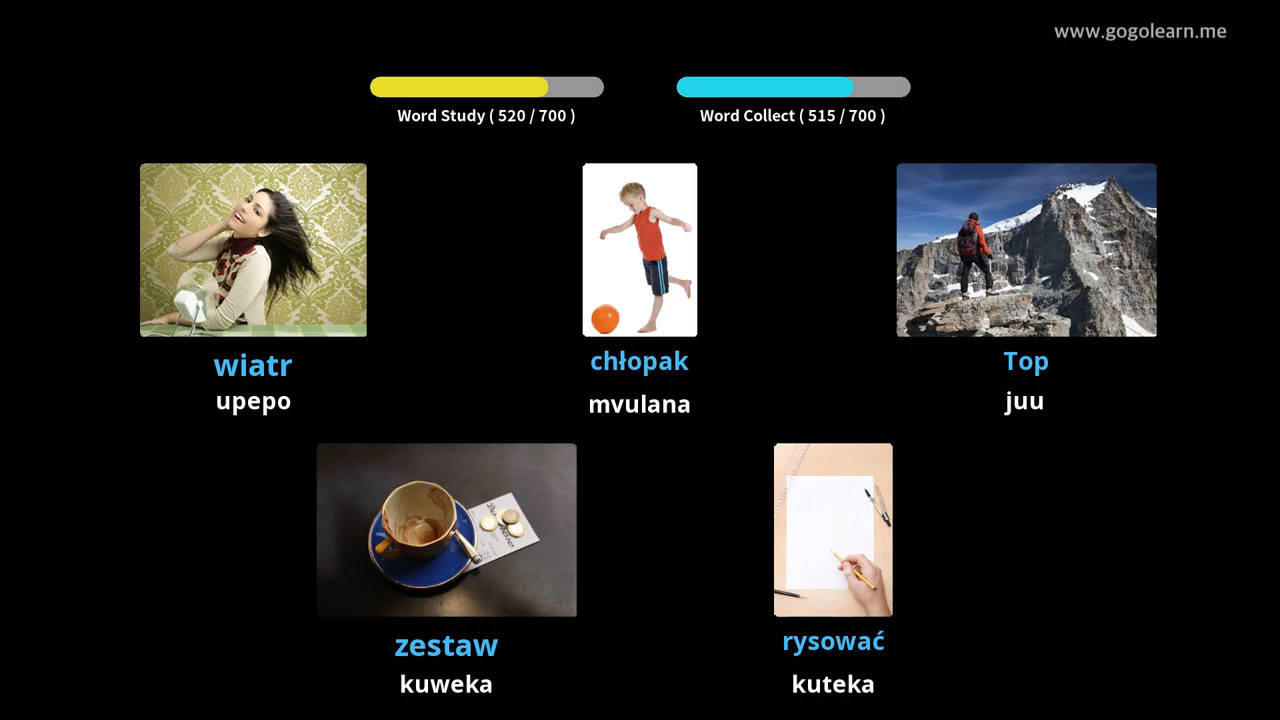 www.gogolearn.me
Word Study ( 520 / 700 )
Word Collect ( 515 / 700 )
wiatr
upepo
chłopak
mvulana
Top
juu
zestaw
kuweka
rysować
kuteka